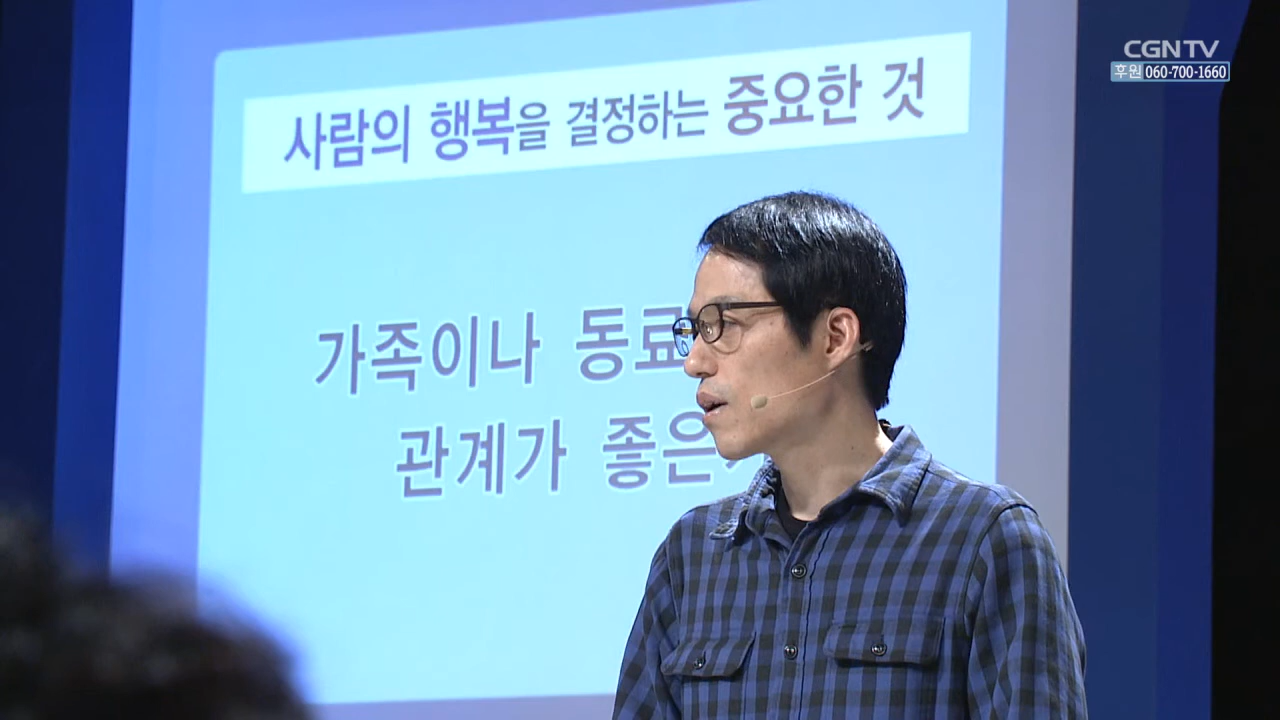 CGNTV
후원 060-700-1660
사람의 행복을 결정하는 중요한 것
가족이나 동료
관계가 좋은